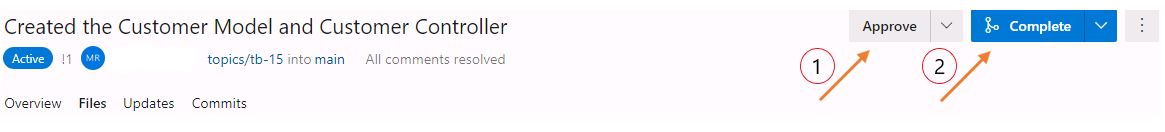 Created the Customer Model and Customer Controller
Approve
Complete
Active !1 MR topics/tb-15 into main All comments resolved
1 2
Overview Files Updates Commits